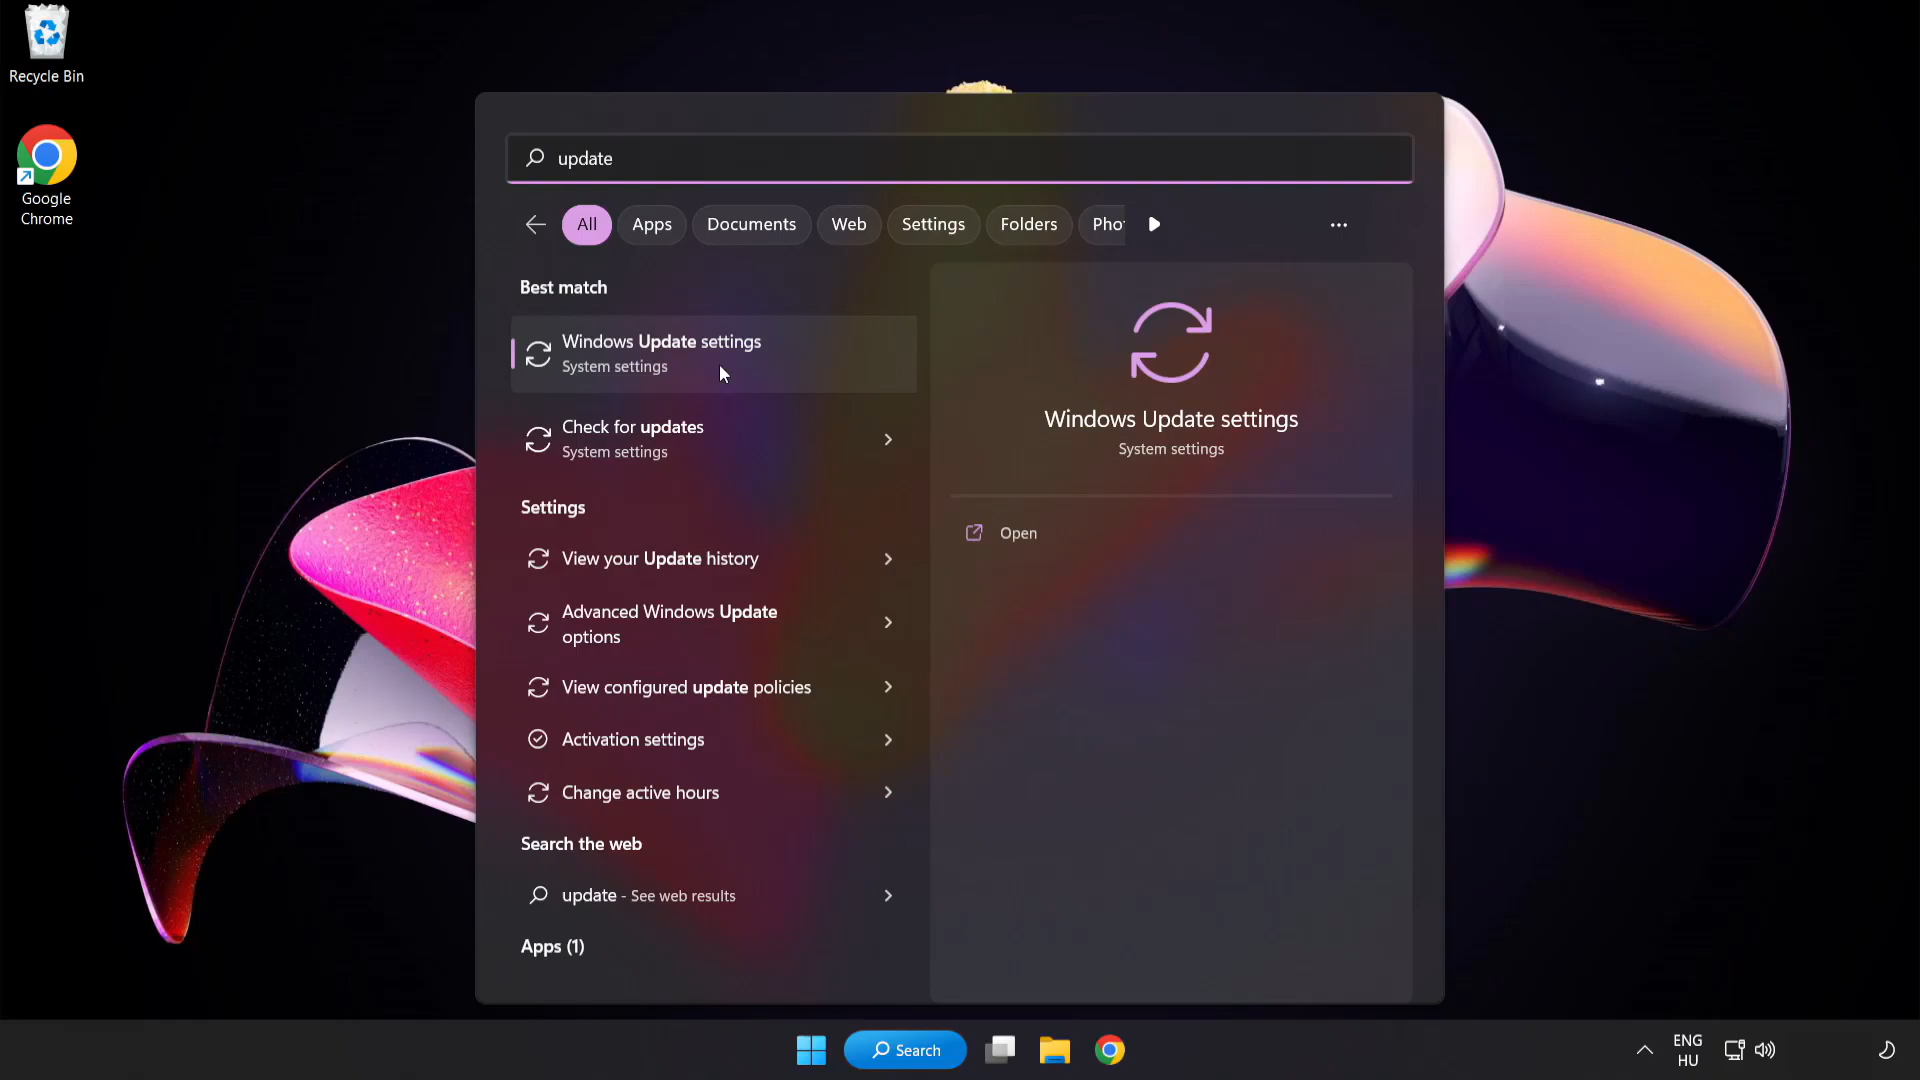 Recycle Bin
Google
Chrome
update
All
Apps
Documents
Web
Settings
Folders
Pho
Best match
Windows Update settings
System settings
Check for updates
System settings
Settings
View your Update history
Advanced Windows Update
options
View configured update policies
Activation settings
Change active hours
Search the web
update - See web results
Apps (1)
Windows Update settings
System settings
Open
Search
ENG
HU